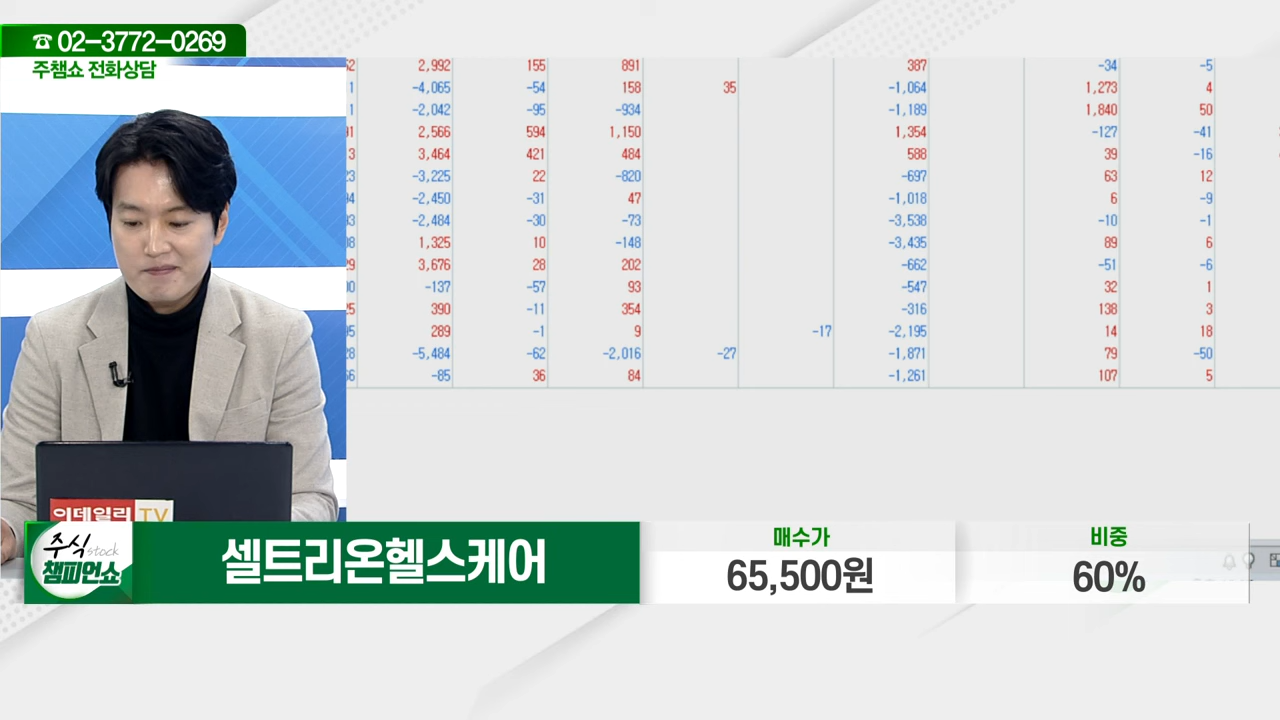 ☎ 02-3772-0269
주챔쇼 전화상담
2,992 155 891 387 -34 -5
1 -4,065 -54 158 35 -1,064 1,273 4
1 -2,042 -95 -934 -1,189 1,840 50
2,566 594 1,150 1,354 -127 -41
3 3,464 421 484 588 39 -16
-3,225 22 -820 -697 63 12
-2,450 -31 47 -1,018 6 -9
-2,484 -30 -73 -3,538 -10 -1
1,325 10 -148 -3,435 89 6
3,676 28 202 -662 -51 -6
-137 -57 93 -547 32 1
390 -11 354 -316 138 3
289 -1 9 -17 -2,195 14 18
-5,484 -62 -2,016 -27 -1,871 79 -50
-85 36 84 -1,261 107 5
이데일리 TV
주식 stock
챔피언쇼
셀트리온헬스케어
매수가
65,500원
비중
60%